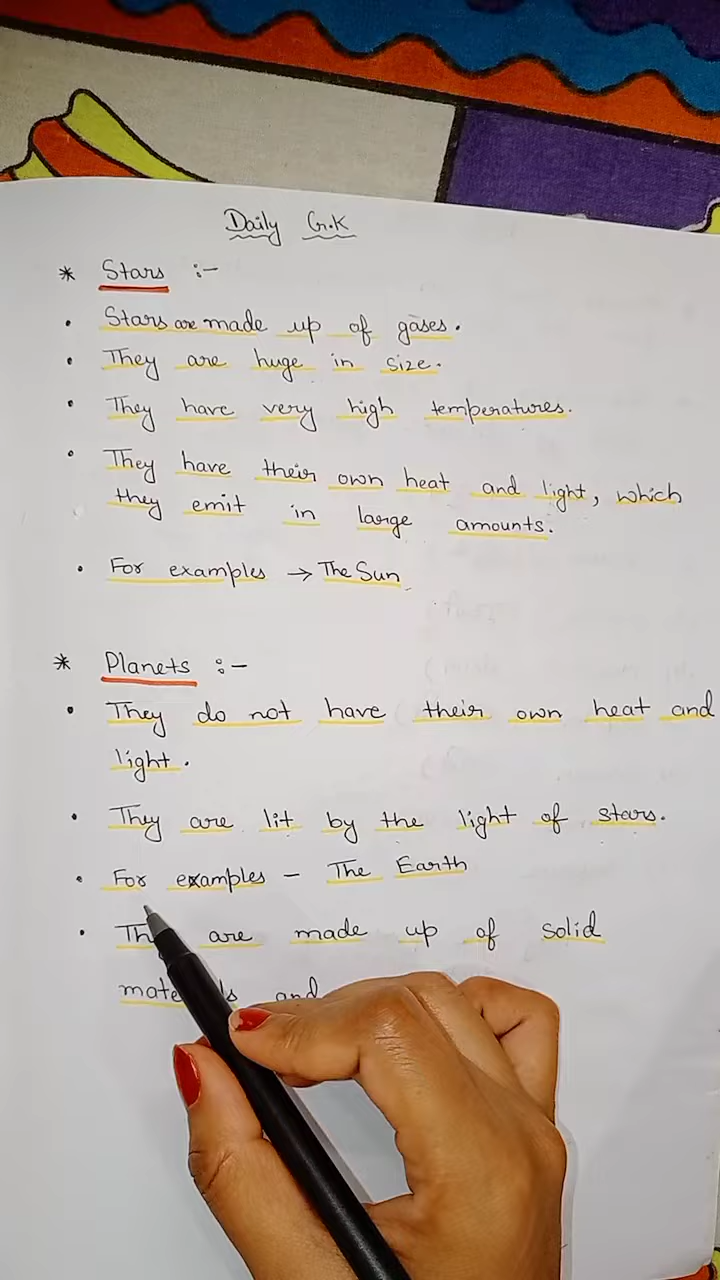 Daily G.K
* Stars :-
• Stars are made up of gases.
• They are huge in size.
• They have very high temperatures.
• They have their own heat and light, which
they emit in large amounts.
• For examples → The Sun
* Planets :-
• They do not have their own heat and
light.
• They are lit by the light of stars.
• For examples - The Earth
• are made up of solid
and